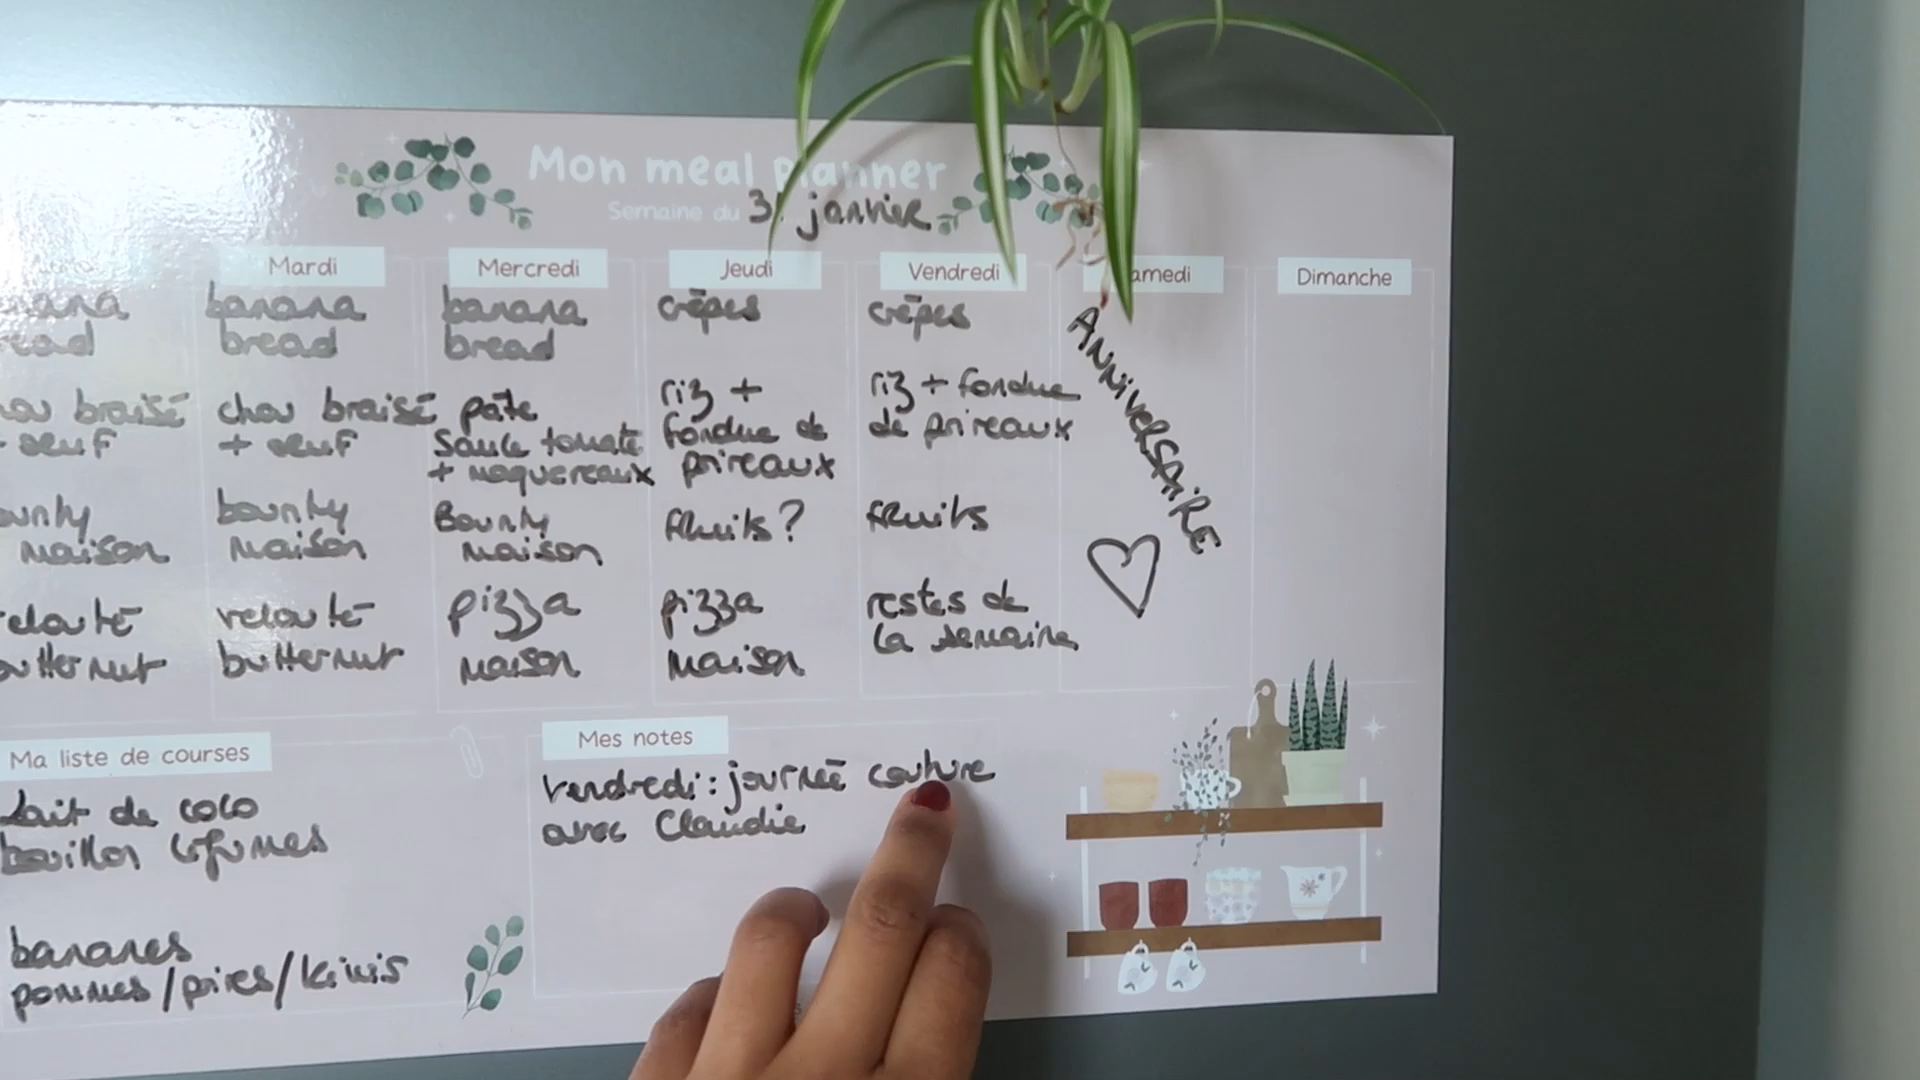 Mon meal planner
Semaine du 31 janvier
Mardi
Mercredi
Jeudi
Vendredi
amedi
Dimanche
nana
ead
banana
bread
banana
bread
crêpes
crêpes
ANNIVERSAIRE
hou braisé
+ oeuf
chou braisé
+ oeuf
pâte
sauce tomate
+ maquereaux
riz +
fondue de
poireaux
riz + fondue
de poireaux
ounty
maison
bounty
maison
Bounty
maison
fruits ?
fruits
velouté
butternut
velouté
butternut
pizza
maison
pizza
maison
restes de
la semaine
Ma liste de courses
lait de coco
bouillon légumes
bananes
pommes/poires/kiwis
Mes notes
vendredi : journée couture
avec Claudie